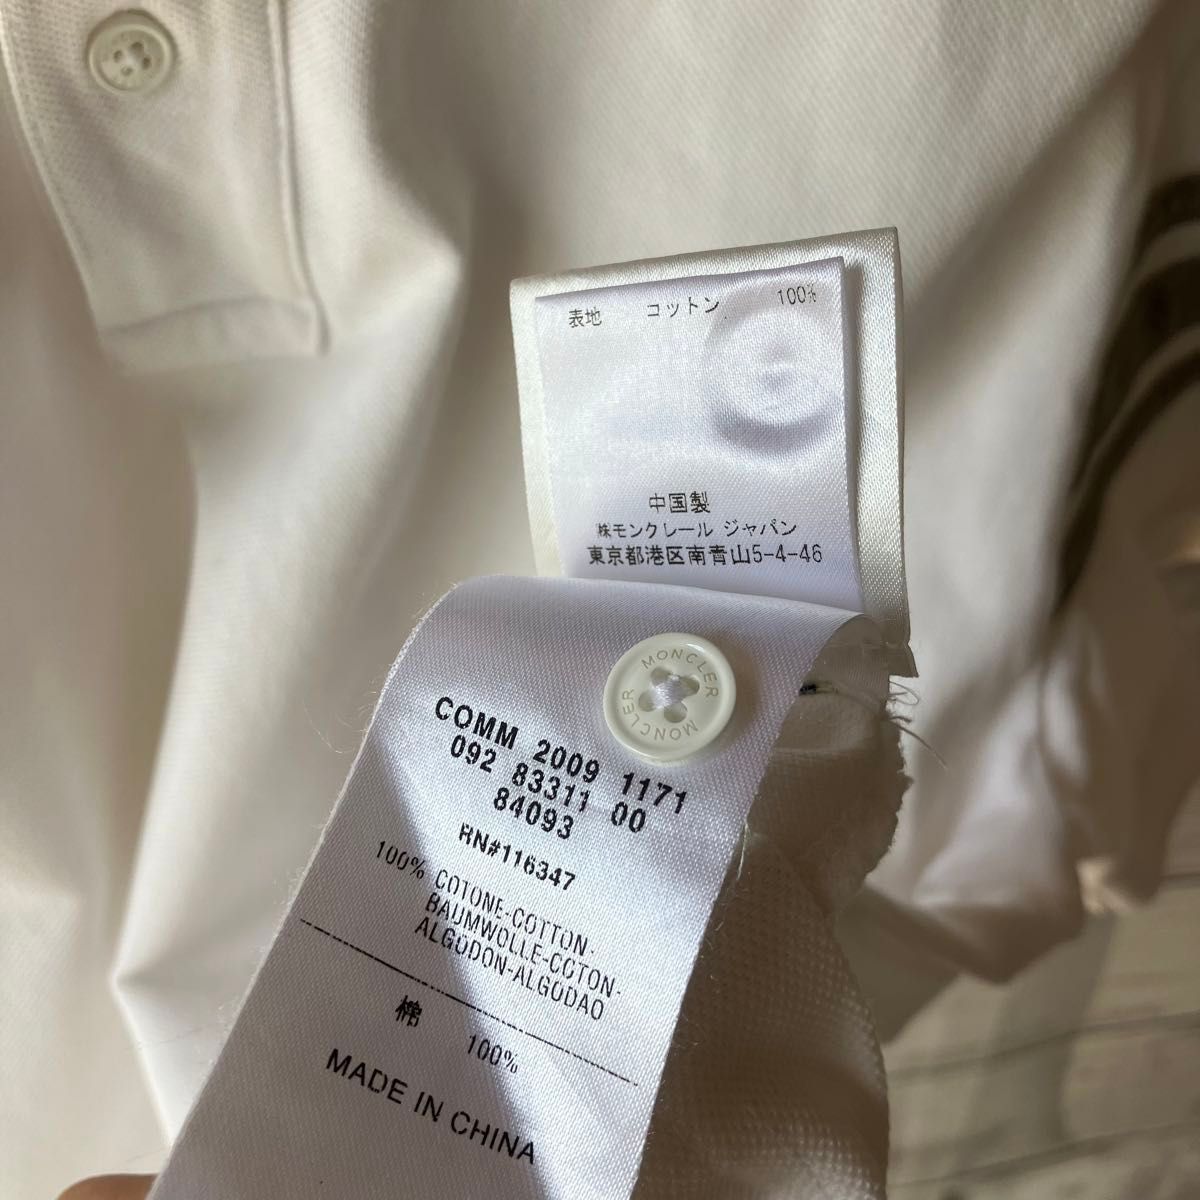 表地 コットン 100%
中国製
㈱モンクレール ジャパン
東京都港区南青山5-4-46
MONCLER
MONCLER
COMM 2009 1171
092 83311 00
84093
RN#116347
100% COTONE-COTTON-
BAUMWOLLE-COTON-
ALGODON-ALGODAO
棉 100%
MADE IN CHINA